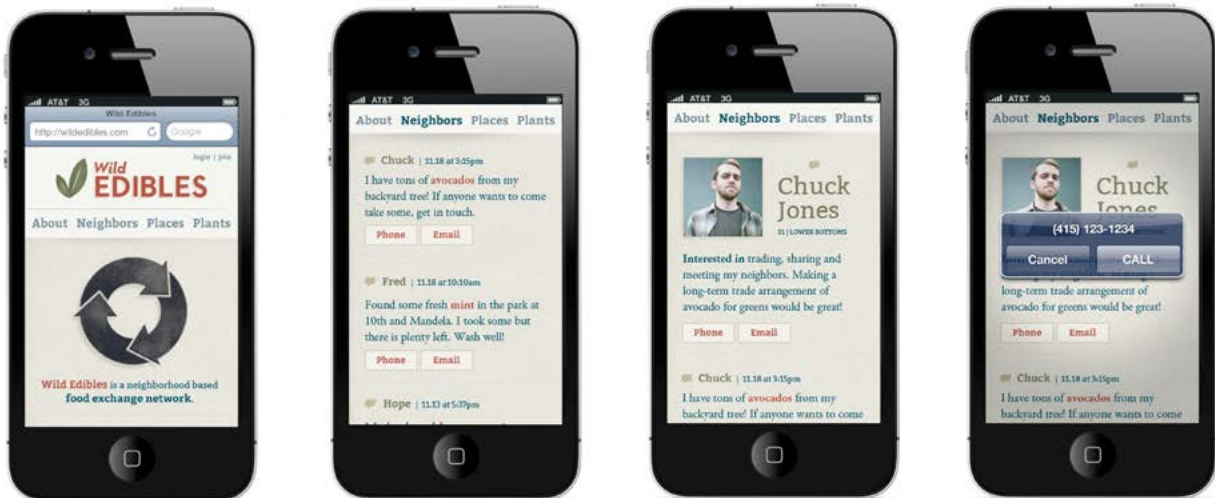 AT&T 3G
Wild Edibles
http://wildedibles.com
Google
login | join
Wild
EDIBLES
About Neighbors Places Plants
Wild Edibles is a neighborhood based
food exchange network.
AT&T 3G
About Neighbors Places Plants
Chuck | 11.18 at 3:15pm
I have tons of avocados from my
backyard tree! If anyone wants to come
take some, get in touch.
Phone Email
Fred | 11.18 at 10:10am
Found some fresh mint in the park at
10th and Mandela. I took some but
there is plenty left. Wash well!
Phone Email
Hope | 11.13 at 5:37pm
AT&T 3G
About Neighbors Places Plants
Chuck
Jones
31 | LOWER BOTTOMS
Interested in trading, sharing and
meeting my neighbors. Making a
long-term trade arrangement of
avocado for greens would be great!
Phone Email
Chuck | 11.18 at 3:15pm
I have tons of avocados from my
backyard tree! If anyone wants to come
AT&T 3G
About Neighbors Places Plants
Chuck
Jones
(415) 123-1234
Cancel CALL
long-term trade arrangement of
avocado for greens would be great!
Phone Email
Chuck | 11.18 at 3:15pm
I have tons of avocados from my
backyard tree! If anyone wants to come